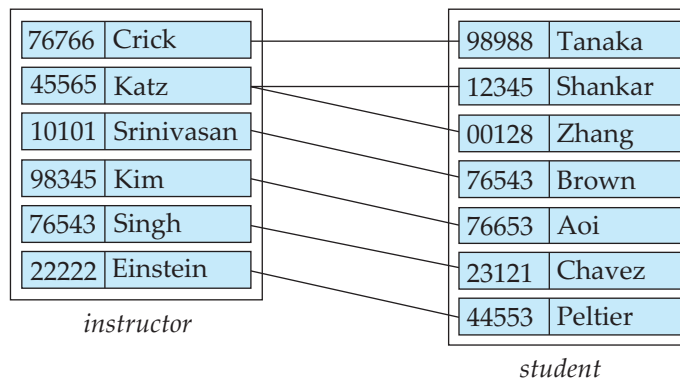 76766 Crick
45565 Katz
10101 Srinivasan
98345 Kim
76543 Singh
22222 Einstein
instructor
98988 Tanaka
12345 Shankar
00128 Zhang
76543 Brown
76653 Aoi
23121 Chavez
44553 Peltier
student